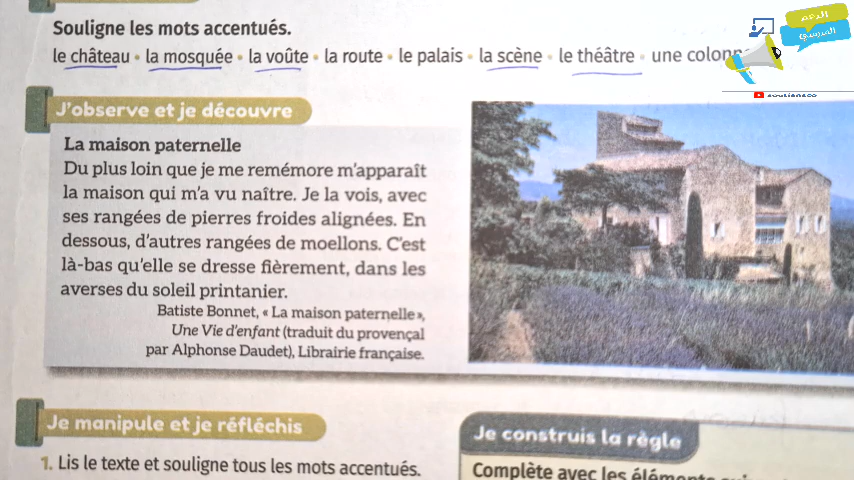 Souligne les mots accentués.
le château • la mosquée • la voûte • la route • le palais • la scène • le théâtre • une
الدعم
المدرسي
J'observe et je découvre
La maison paternelle
Du plus loin que je me remémore m'apparaît
la maison qui m'a vu naître. Je la vois, avec
ses rangées de pierres froides alignées. En
dessous, d'autres rangées de moellons. C'est
là-bas qu'elle se dresse fièrement, dans les
averses du soleil printanier.
Batiste Bonnet, « La maison paternelle »,
Une Vie d'enfant (traduit du provençal
par Alphonse Daudet), Librairie française.
Je manipule et je réfléchis
1. Lis le texte et souligne tous les mots accentués.
Je construis la règle
Complète avec les éléments